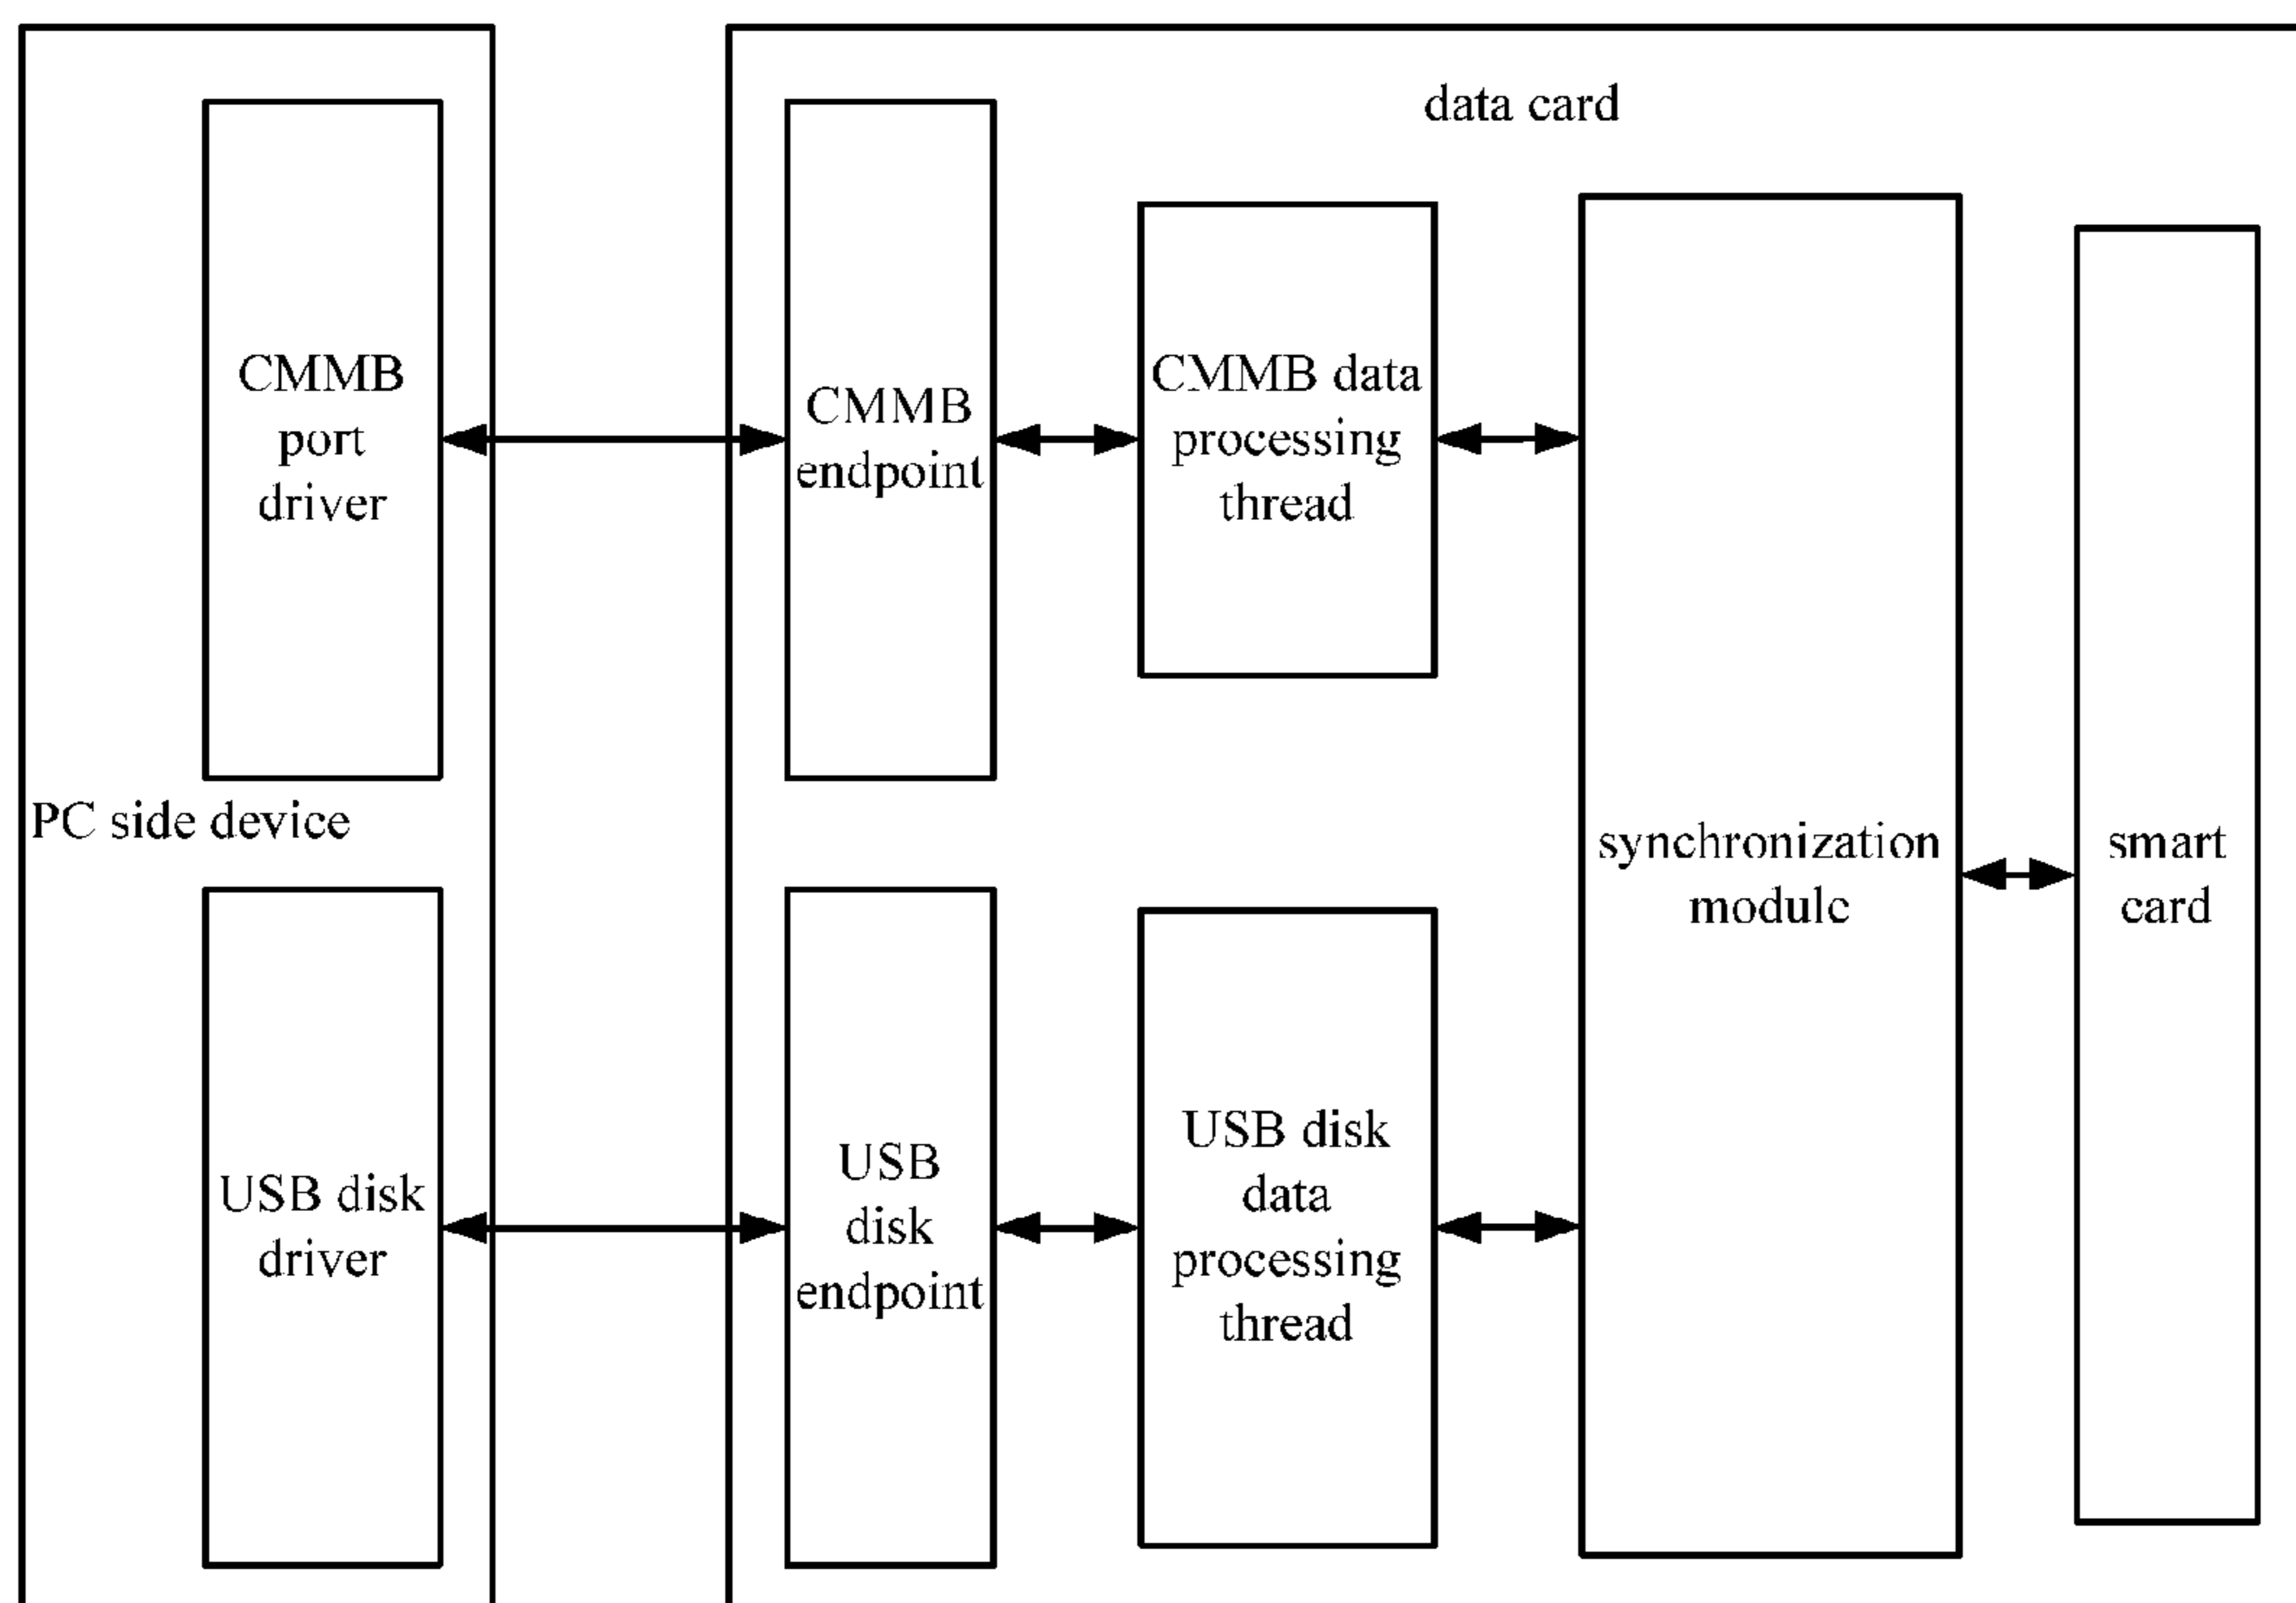 data card
CMMB
port
driver
CMMB
endpoint
CMMB data
processing
thread
PC side device
synchronization
module
smart
card
USB disk
driver
USB
disk
endpoint
USB disk
data
processing
thread